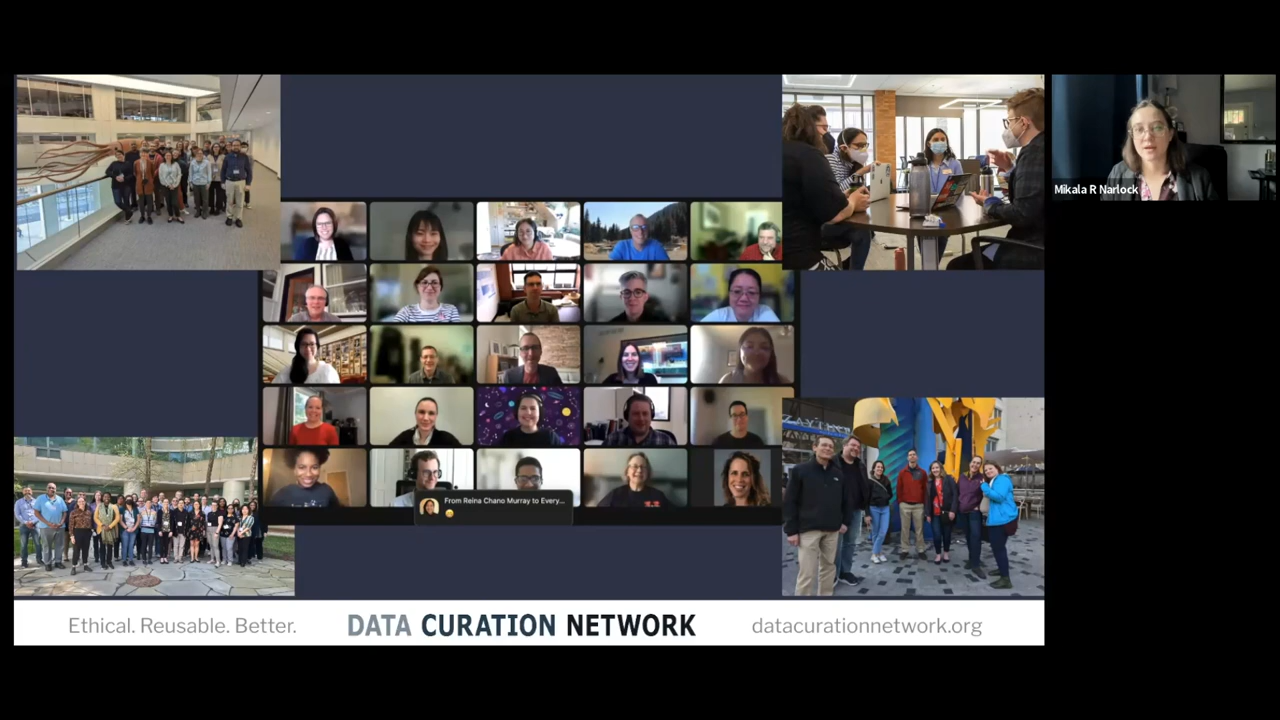 Mikala R Narlock
From Reina Chano Murray to Every...
Ethical. Reusable. Better.
DATA CURATION NETWORK
datacurationnetwork.org